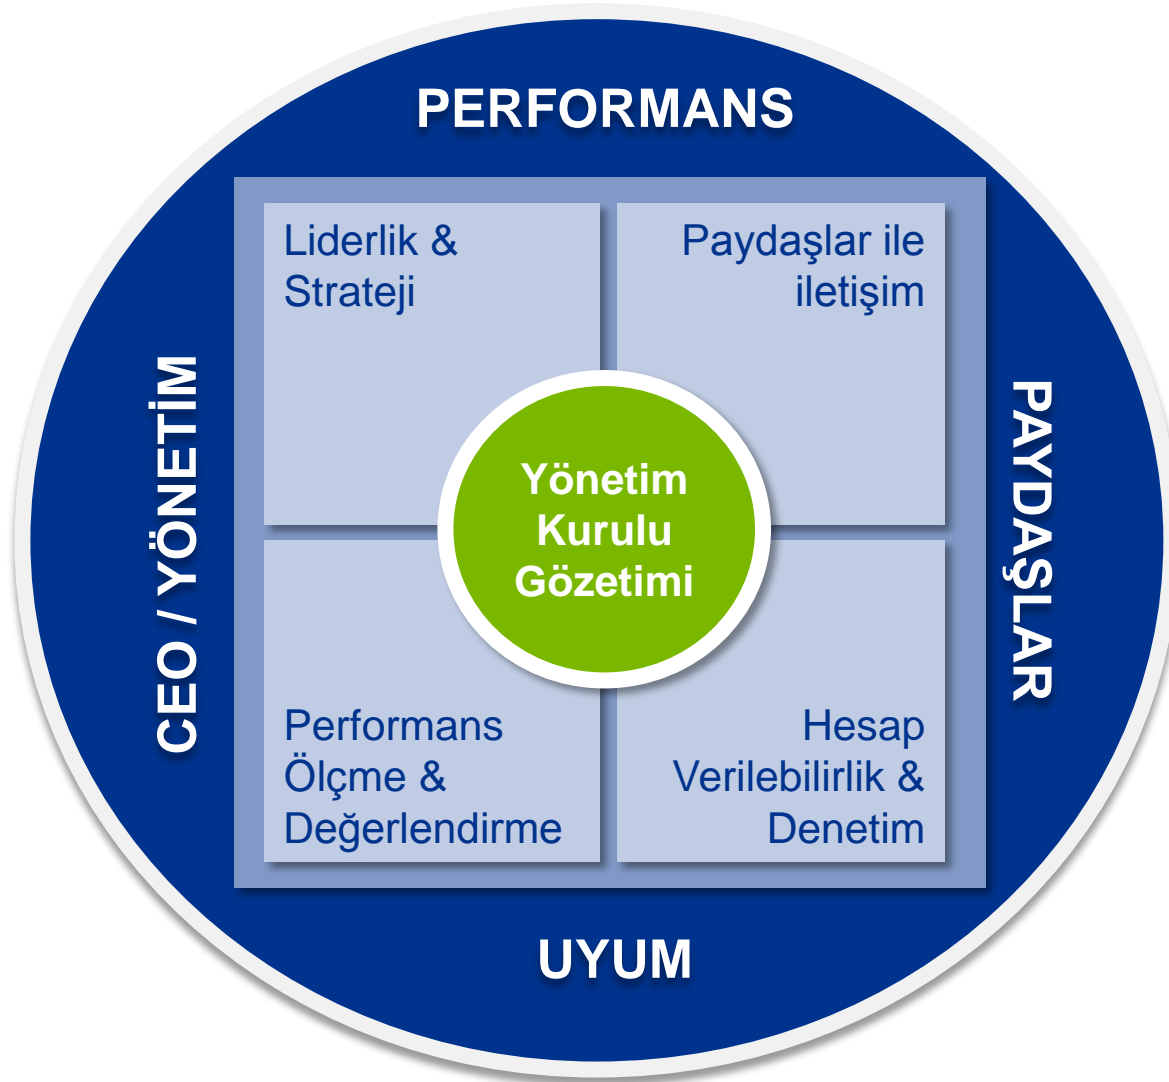 PERFORMANS
Liderlik &
Strateji
Paydaşlar ile
iletişim
CEO / YÖNETİM
Yönetim
Kurulu
Gözetimi
PAYDAŞLAR
Performans
Ölçme &
Değerlendirme
Hesap
Verilebilirlik &
Denetim
UYUM